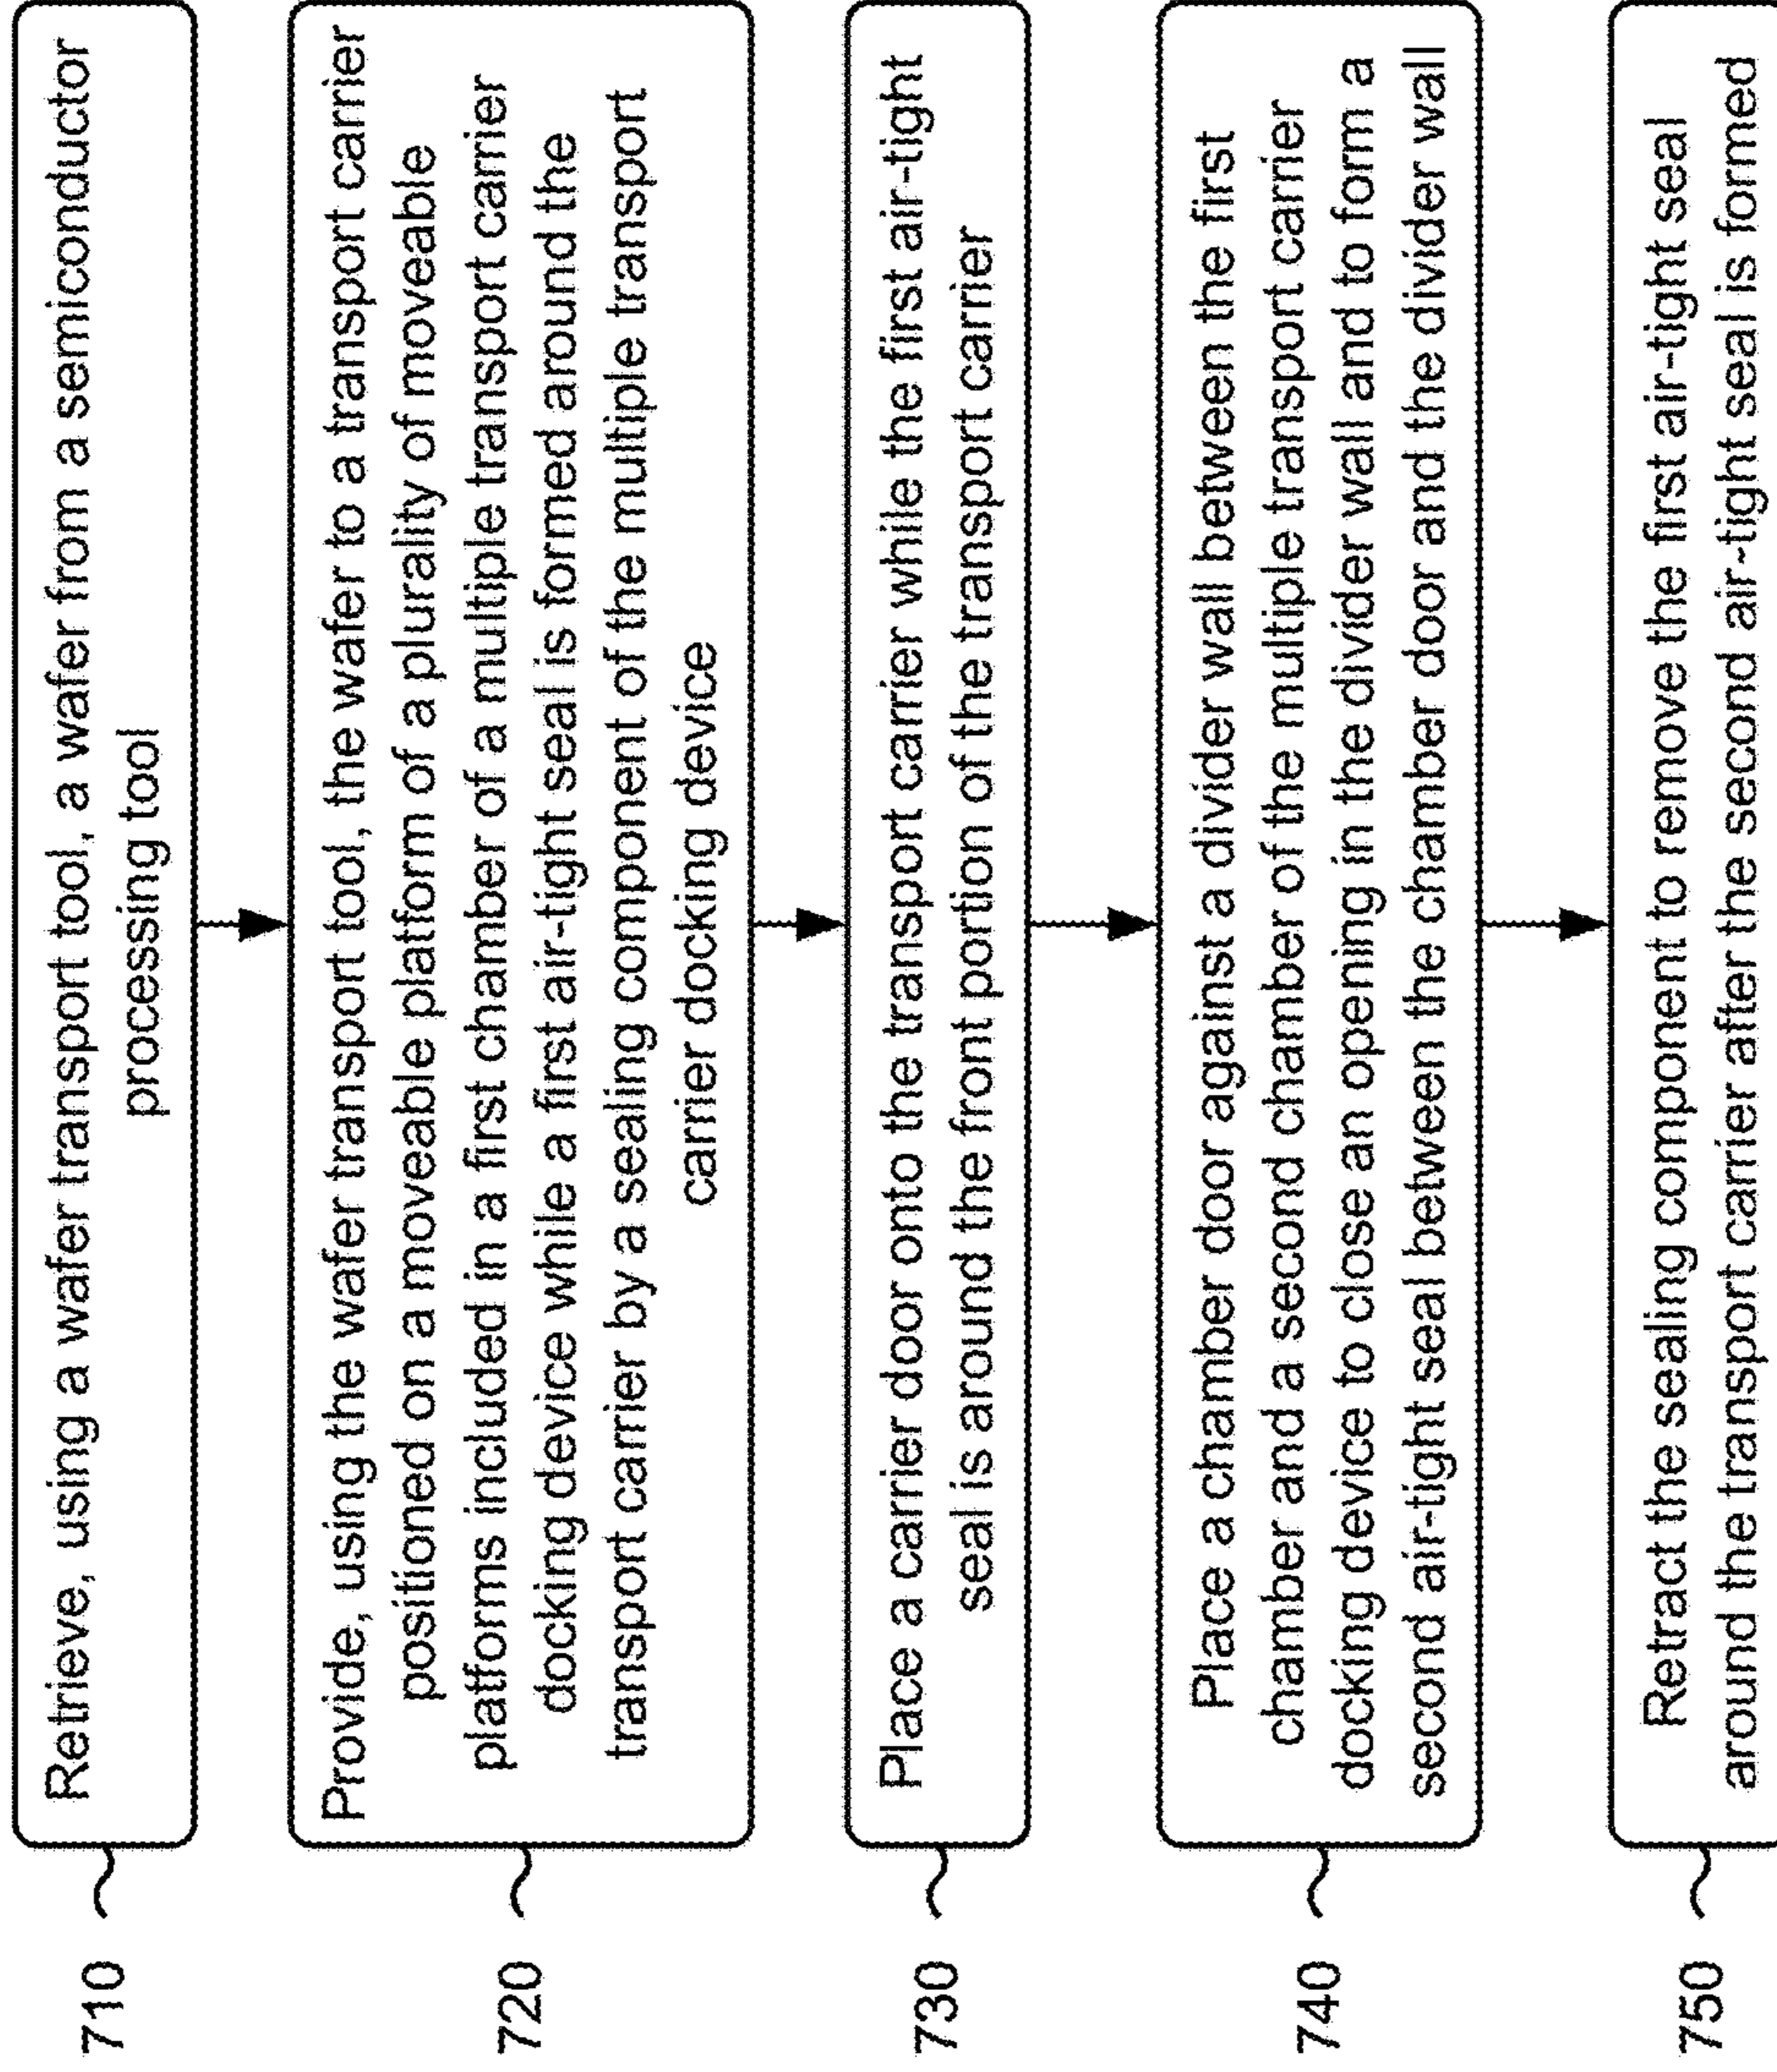 710
Retrieve, using a wafer transport tool, a wafer from a semiconductor
processing tool
720
Provide, using the wafer transport tool, the wafer to a transport carrier
positioned on a moveable platform of a plurality of moveable
platforms included in a first chamber of a multiple transport carrier
docking device while a first air-tight seal is formed around the
transport carrier by a sealing component of the multiple transport
carrier docking device
730
Place a carrier door onto the transport carrier while the first air-tight
seal is around the front portion of the transport carrier
740
Place a chamber door against a divider wall between the first
chamber and a second chamber of the multiple transport carrier
docking device to close an opening in the divider wall and to form a
second air-tight seal between the chamber door and the divider wall
750
Retract the sealing component to remove the first air-tight seal
around the transport carrier after the second air-tight seal is formed